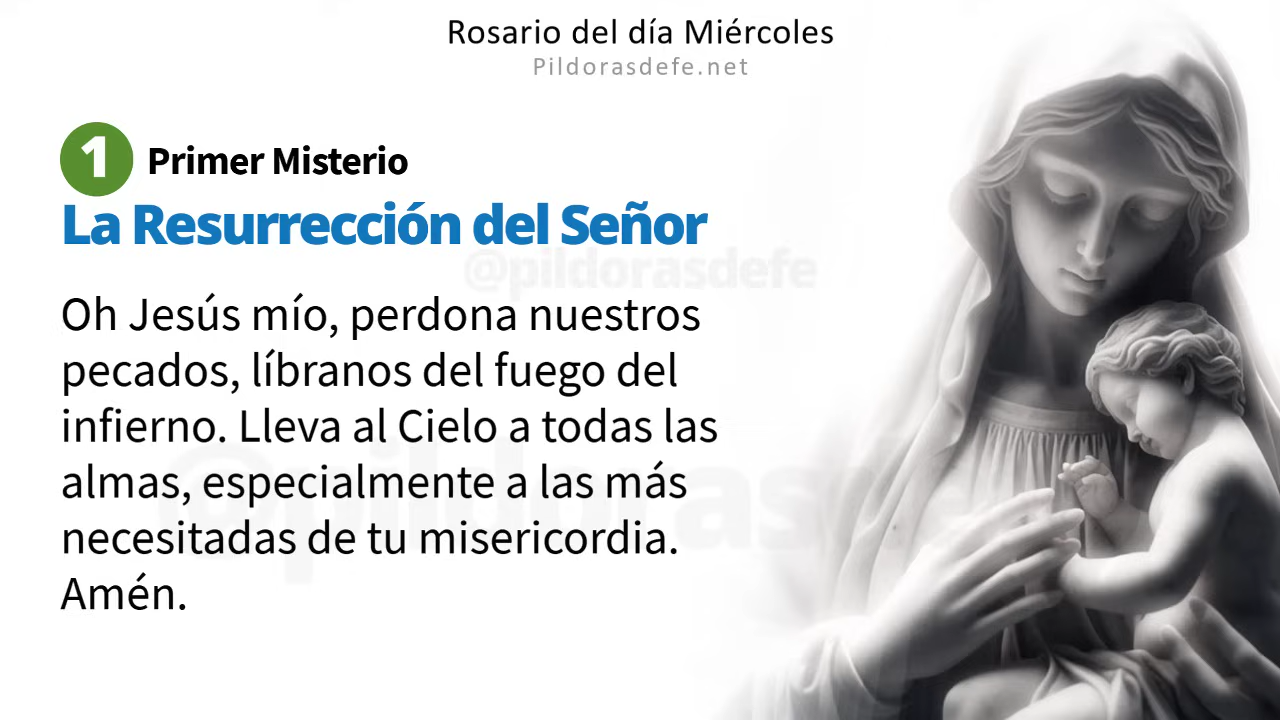 Rosario del día Miércoles
Pildorasdefe.net
1 Primer Misterio
La Resurrección del Señor
@pildorasdefe
Oh Jesús mío, perdona nuestros
pecados, líbranos del fuego del
infierno. Lleva al Cielo a todas las
almas, especialmente a las más
necesitadas de tu misericordia.
Amén.
@pildorasdefe